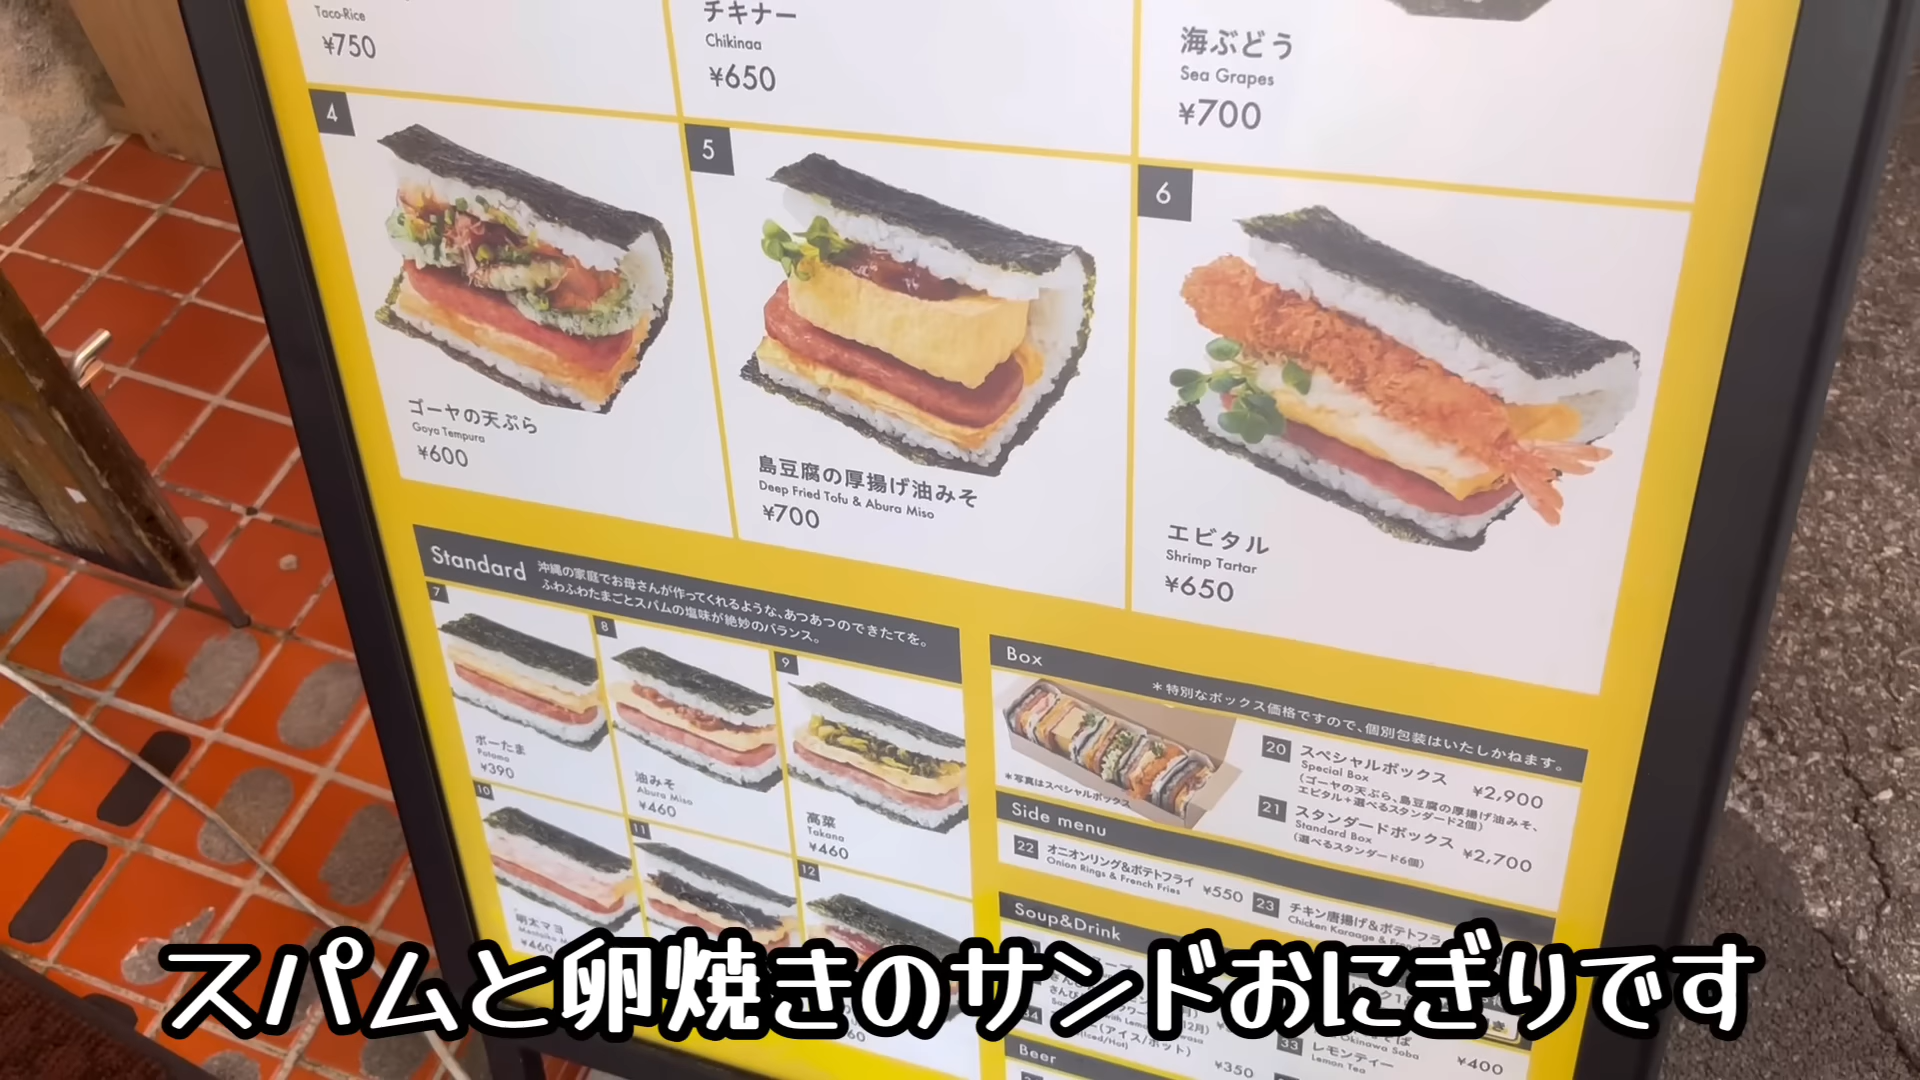 Taco-Rice
¥750
チキナー
Chikinaa
¥650
海ぶどう
Sea Grapes
¥700
4
ゴーヤの天ぷら
Goya Tempura
¥600
5
島豆腐の厚揚げ油みそ
Deep Fried Tofu & Abura Miso
¥700
6
エビタル
Shrimp Tartar
¥650
Standard
沖縄の家庭でお母さんが作ってくれるような、あつあつのできたてを。
ふわふわたまごとスパムの塩味が絶妙のバランス。
7
ポーたま
Potama
¥390
8
油みそ
Abura Miso
¥460
9
高菜
Takana
¥460
10
明太マヨ
¥460
11
12
Box
＊特別なボックス価格ですので、個別包装はいたしかねます。
＊写真はスペシャルボックス
20 スペシャルボックス ¥2,900
Special Box
(ゴーヤの天ぷら、島豆腐の厚揚げ油みそ、
エビタル+選べるスタンダード2個)
21 スタンダードボックス ¥2,700
Standard Box
(選べるスタンダード6個)
Side menu
22 オニオンリング&ポテトフライ ¥550
Onion Rings & French Fries
23 チキン唐揚げ&ポテトフラ
Chicken Karaage &
Soup&Drink
Okinawa Soba
¥400
(アイス/ホット)
(Iced/Hot)
¥350
33 レモンティー
Lemon Tea
Beer
スパムと卵焼きのサンドおにぎりです